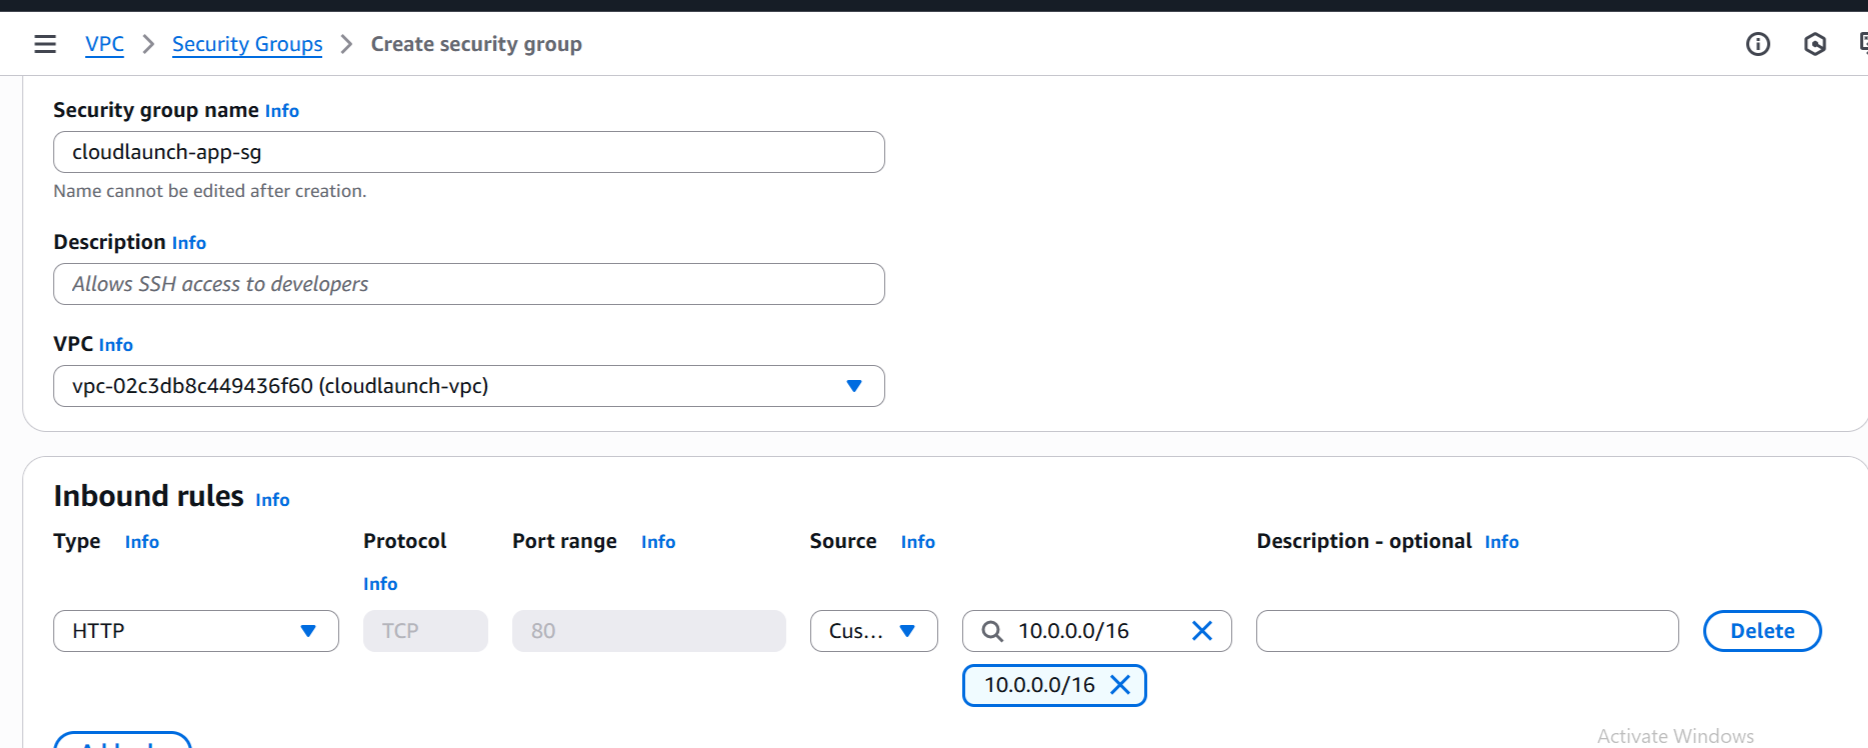 VPC > Security Groups > Create security group
Security group name Info
cloudlaunch-app-sg
Name cannot be edited after creation.
Description Info
Allows SSH access to developers
VPC Info
vpc-02c3db8c449436f60 (cloudlaunch-vpc)
Inbound rules Info
Type Info Protocol Info Port range Info Source Info Description - optional Info
HTTP TCP 80 Cus... 10.0.0.0/16 Delete
10.0.0.0/16
Activate Windows